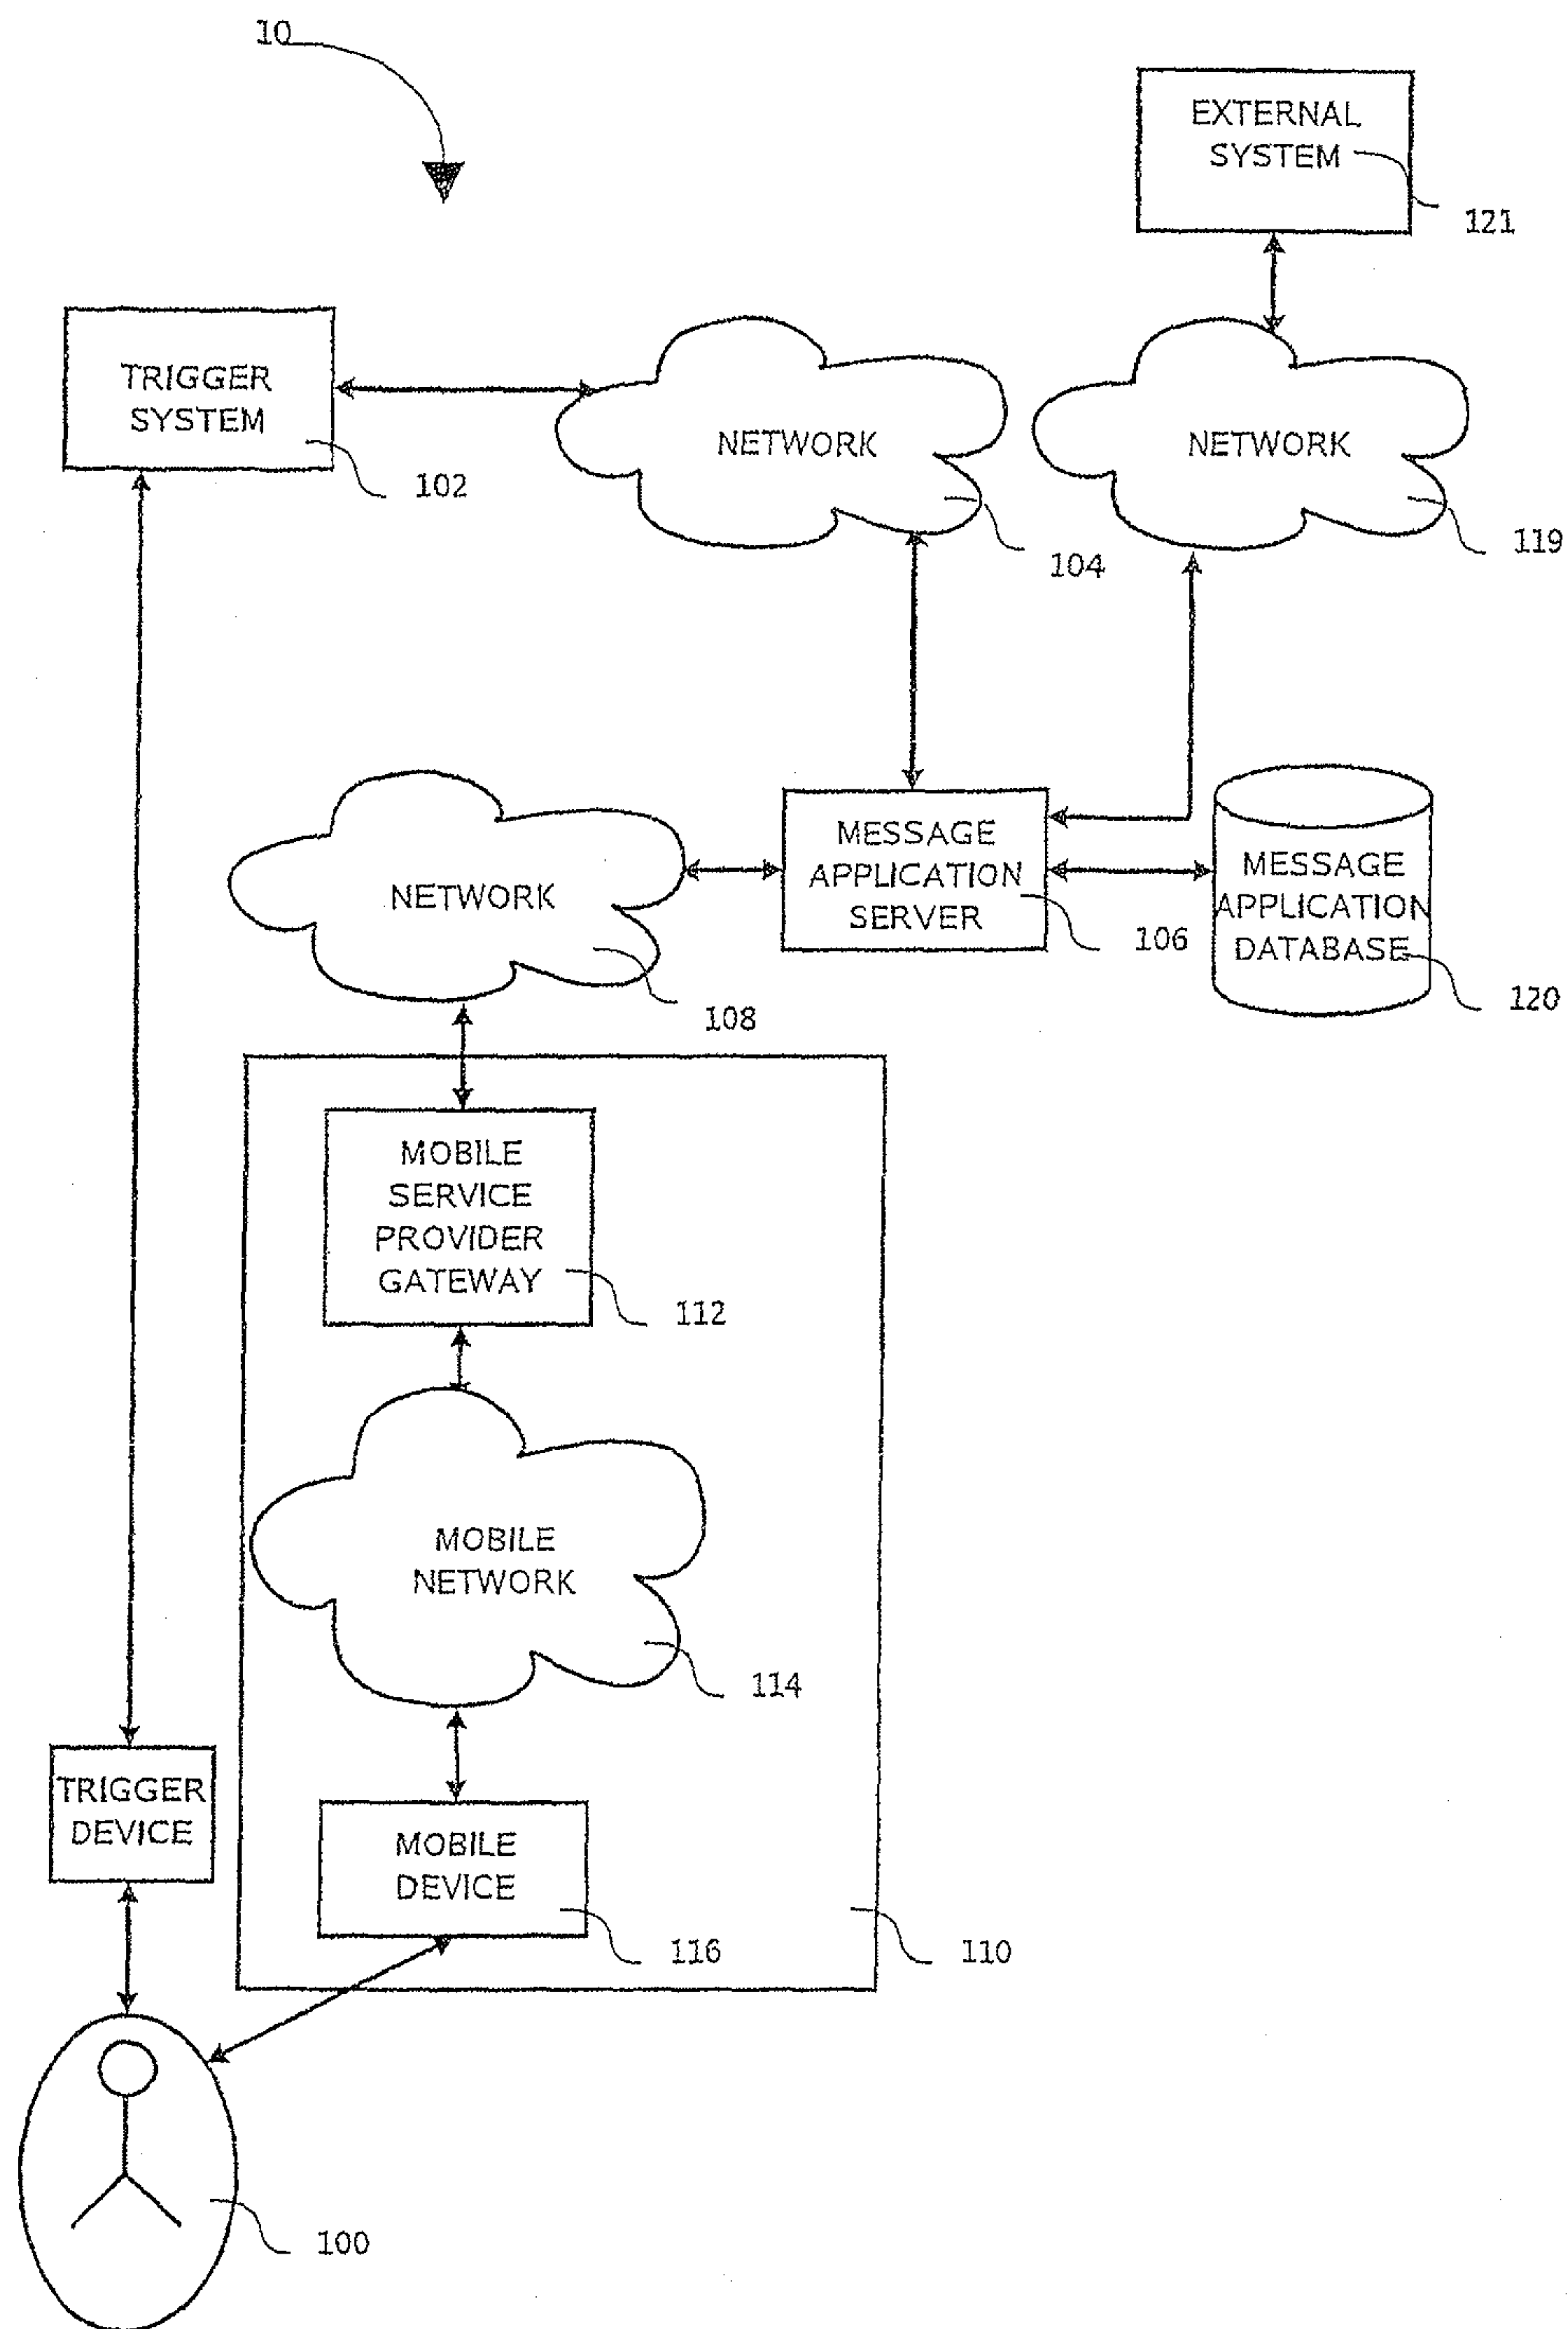 10
EXTERNAL
SYSTEM
121
TRIGGER
SYSTEM
102
NETWORK
104
NETWORK
119
NETWORK
108
MESSAGE
APPLICATION
SERVER
106
MESSAGE
APPLICATION
DATABASE
120
MOBILE
SERVICE
PROVIDER
GATEWAY
112
MOBILE
NETWORK
114
TRIGGER
DEVICE
MOBILE
DEVICE
116
110
100